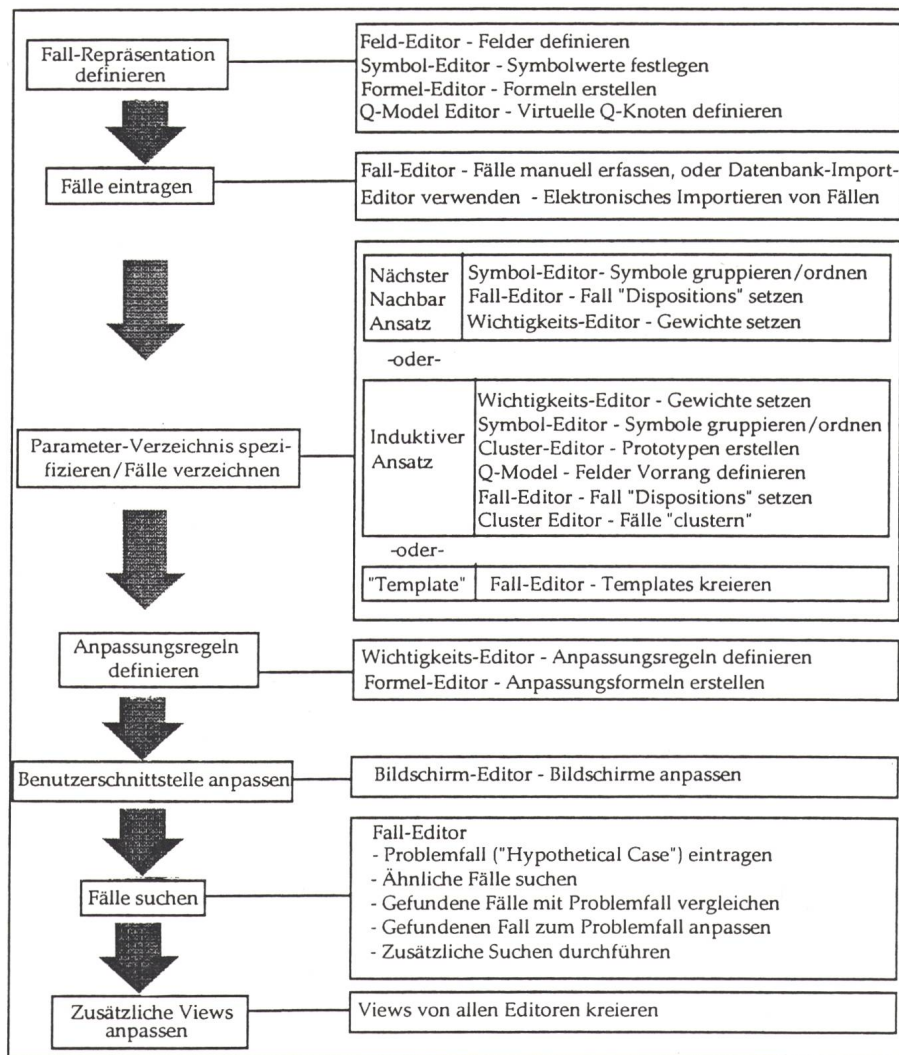 Fall-Repräsentation
definieren
Feld-Editor - Felder definieren
Symbol-Editor - Symbolwerte festlegen
Formel-Editor - Formeln erstellen
Q-Model Editor - Virtuelle Q-Knoten definieren
Fälle eintragen
Fall-Editor - Fälle manuell erfassen, oder Datenbank-Import-
Editor verwenden - Elektronisches Importieren von Fällen
Nächster
Nachbar
Ansatz
Symbol-Editor- Symbole gruppieren/ordnen
Fall-Editor - Fall "Dispositions" setzen
Wichtigkeits-Editor - Gewichte setzen
-oder-
Parameter-Verzeichnis spezi-
fizieren/Fälle verzeichnen
Induktiver
Ansatz
Wichtigkeits-Editor - Gewichte setzen
Symbol-Editor - Symbole gruppieren/ordnen
Cluster-Editor - Prototypen erstellen
Q-Model - Felder Vorrang definieren
Fall-Editor - Fall "Dispositions" setzen
Cluster Editor - Fälle "clustern"
-oder-
"Template"
Fall-Editor - Templates kreieren
Anpassungsregeln
definieren
Wichtigkeits-Editor - Anpassungsregeln definieren
Formel-Editor - Anpassungsformeln erstellen
Benutzerschnittstelle anpassen
Bildschirm-Editor - Bildschirme anpassen
Fälle suchen
Fall-Editor
- Problemfall ("Hypothetical Case") eintragen
- Ähnliche Fälle suchen
- Gefundene Fälle mit Problemfall vergleichen
- Gefundenen Fall zum Problemfall anpassen
- Zusätzliche Suchen durchführen
Zusätzliche Views
anpassen
Views von allen Editoren kreieren